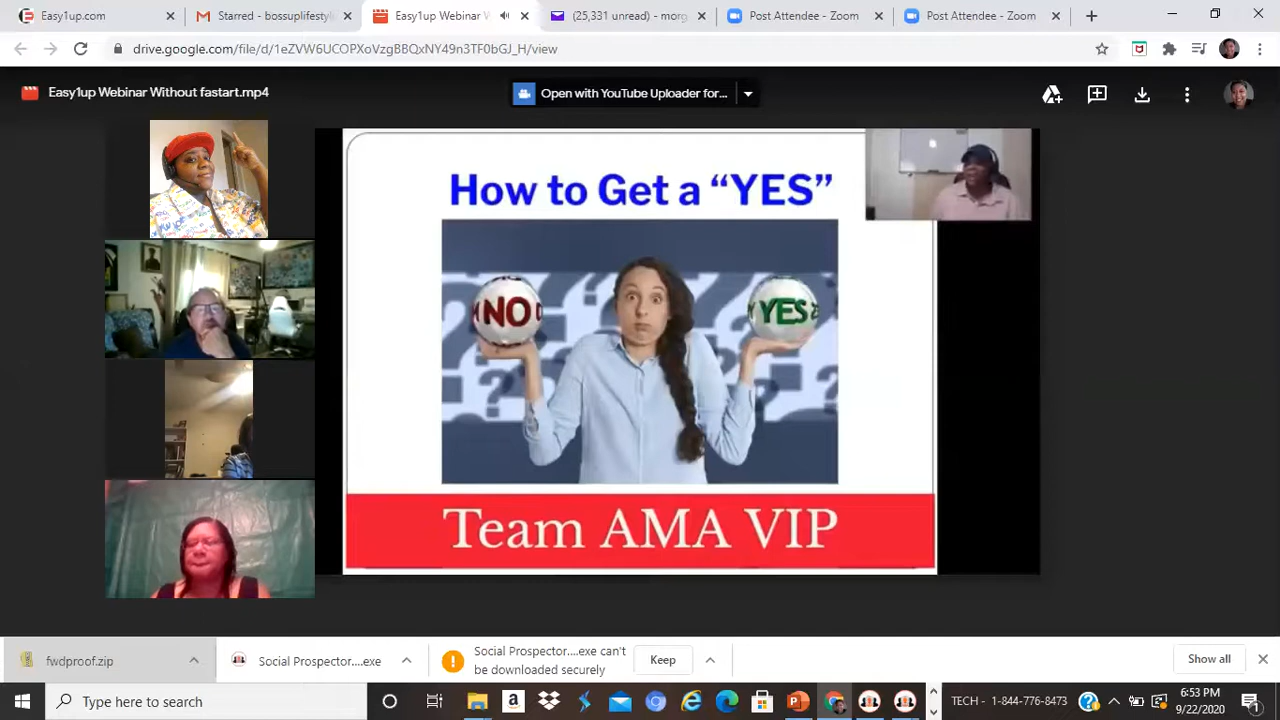 Easy1up.com
Starred - bossuplifestyl
Easy1up Webinar W
(25,331 unread) - morg
Post Attendee - Zoom
Post Attendee - Zoom
drive.google.com/file/d/1eZVW6UCOPXoVzgBBQxNY49n3TF0bGJ_H/view
Easy1up Webinar Without fastart.mp4
Open with YouTube Uploader for...
How to Get a “YES”
NO
YES
Team AMA VIP
fwdproof.zip
Social Prospector....exe
Social Prospector....exe can't
be downloaded securely
Keep
Show all
Type here to search
TECH - 1-844-776-8473
6:53 PM
9/22/2020